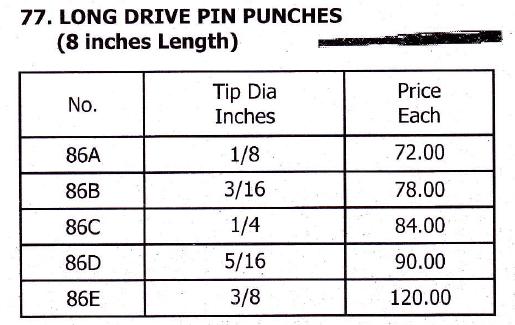 77. LONG DRIVE PIN PUNCHES
(8 inches Length)
No. Tip Dia Inches Price Each
86A 1/8 72.00
86B 3/16 78.00
86C 1/4 84.00
86D 5/16 90.00
86E 3/8 120.00